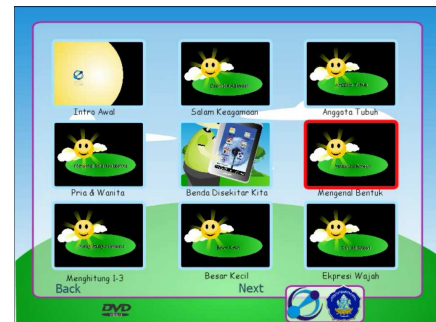 Intro Awal
Salam Keagamaan
Anggota Tubuh
Pria & Wanita
Benda Disekitar Kita
Mengenal Bentuk
Menghitung 1-3
Besar Kecil
Ekpresi Wajah
Back
Next
DVD